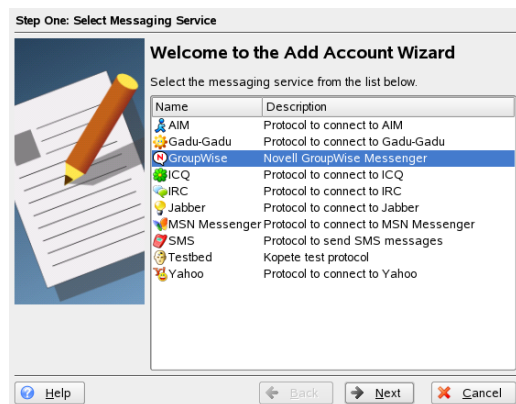 Step One: Select Messaging Service
Welcome to the Add Account Wizard
Select the messaging service from the list below.
Name Description
AIM Protocol to connect to AIM
Gadu-Gadu Protocol to connect to Gadu-Gadu
GroupWise Novell GroupWise Messenger
ICQ Protocol to connect to ICQ
IRC Protocol to connect to IRC
Jabber Protocol to connect to Jabber
MSN Messenger Protocol to connect to MSN Messenger
SMS Protocol to send SMS messages
Testbed Kopete test protocol
Yahoo Protocol to connect to Yahoo
Help Back Next Cancel